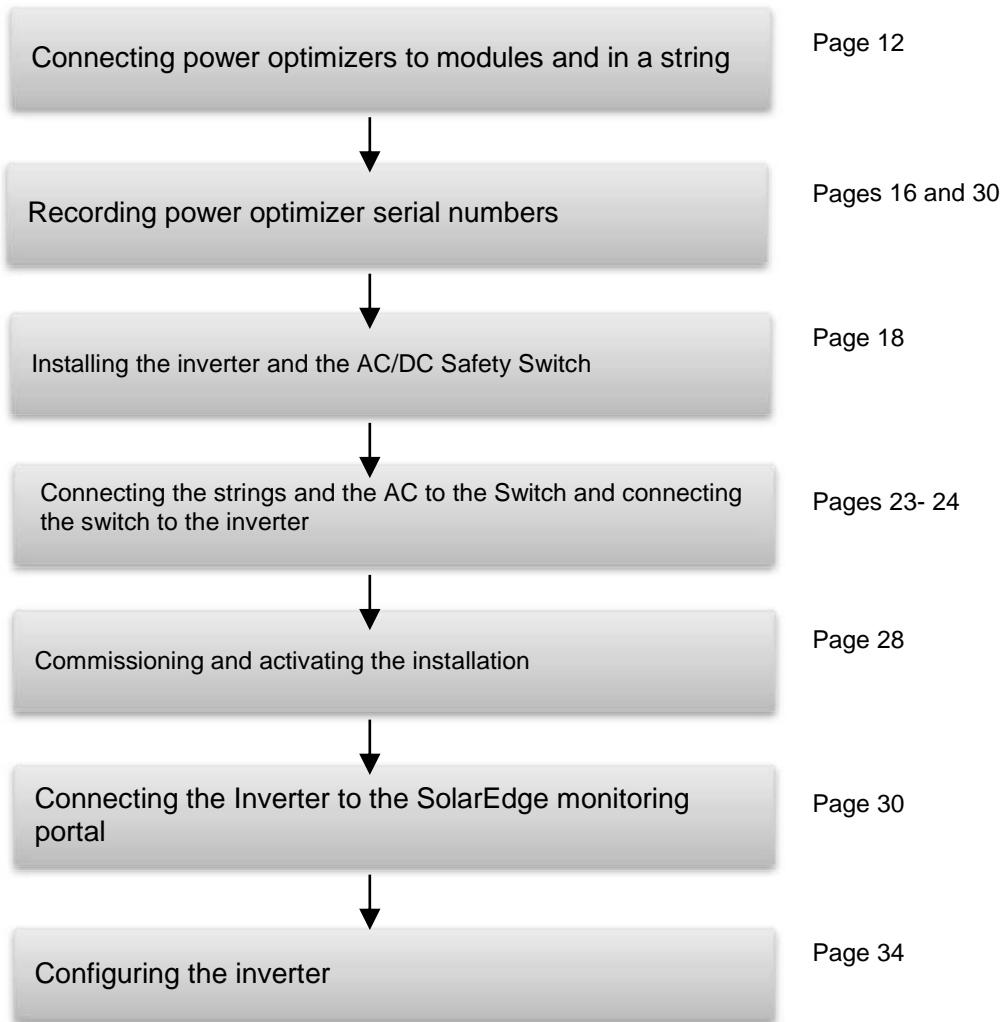 Connecting power optimizers to modules and in a string
Page 12
Recording power optimizer serial numbers
Pages 16 and 30
Installing the inverter and the AC/DC Safety Switch
Page 18
Connecting the strings and the AC to the Switch and connecting
the switch to the inverter
Pages 23- 24
Commissioning and activating the installation
Page 28
Connecting the Inverter to the SolarEdge monitoring
portal
Page 30
Configuring the inverter
Page 34